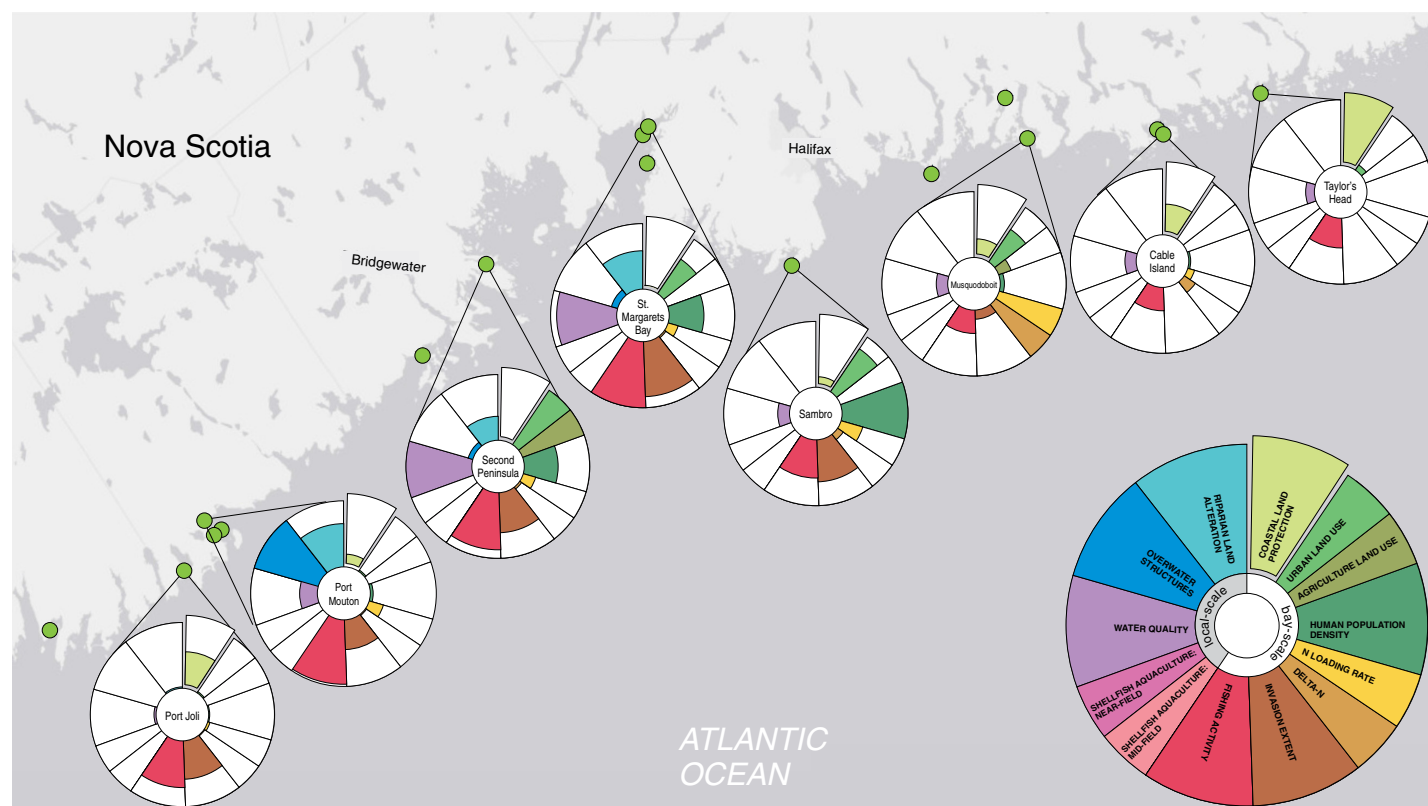 Nova Scotia
Halifax
Bridgewater
Taylor's
Head
Cable
Island
Musquodoboit
St.
Margarets
Bay
Sambro
Second
Peninsula
Port
Mouton
Port Joli
ATLANTIC
OCEAN
COASTAL LAND
PROTECTION
URBAN LAND USE
AGRICULTURE LAND USE
HUMAN POPULATION
DENSITY
N LOADING RATE
DELTA-N
INVASION EXTENT
FISHING ACTIVITY
SHELLFISH AQUACULTURE:
MID-FIELD
SHELLFISH AQUACULTURE:
NEAR-FIELD
WATER QUALITY
OVERWATER
STRUCTURES
RIPARIAN LAND
ALTERATION
local-scale
bay-scale